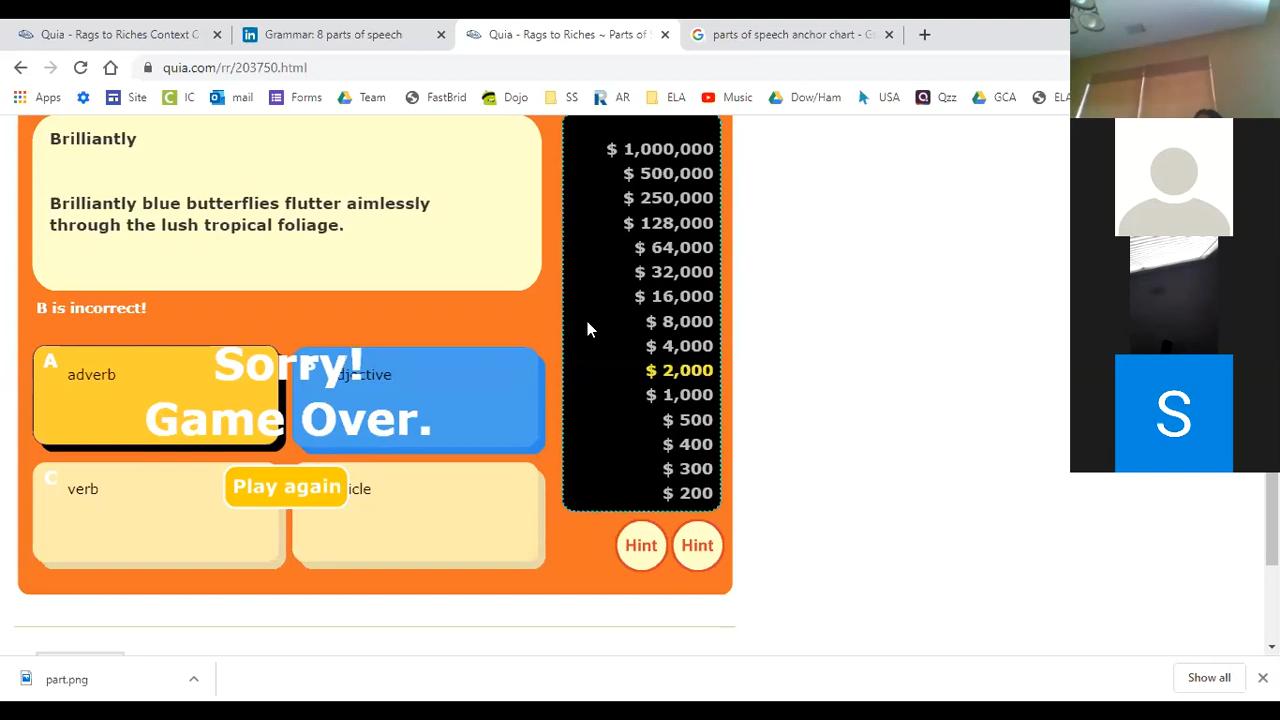 Quia - Rags to Riches Context C
Grammar: 8 parts of speech
Quia - Rags to Riches ~ Parts of
parts of speech anchor chart - G
quia.com/rr/203750.html
Apps Site IC mail Forms Team FastBrid Dojo SS AR ELA Music Dow/Ham USA Qzz GCA ELA
Brilliantly
Brilliantly blue butterflies flutter aimlessly
through the lush tropical foliage.
B is incorrect!
A
adverb
djective
Sorry!
Game Over.
C
verb
icle
Play again
$ 1,000,000
$ 500,000
$ 250,000
$ 128,000
$ 64,000
$ 32,000
$ 16,000
$ 8,000
$ 4,000
$ 2,000
$ 1,000
$ 500
$ 400
$ 300
$ 200
Hint Hint
S
part.png
Show all